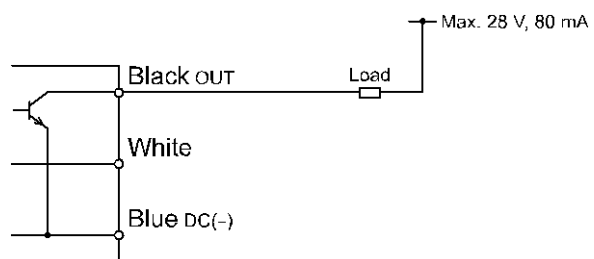 Max. 28 V, 80 mA
Black OUT
Load
White
Blue DC(−)